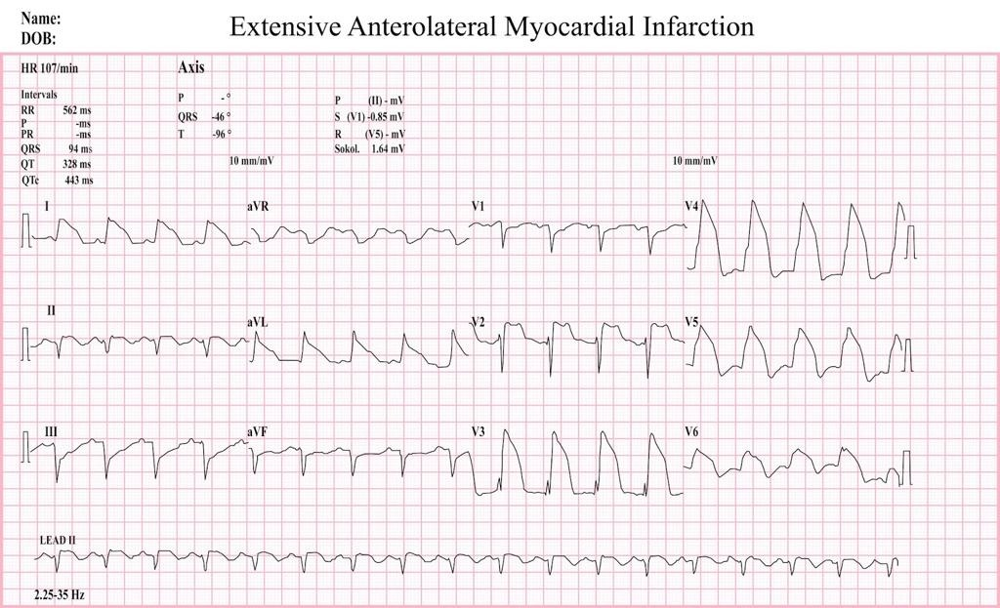 Name:
DOB:
Extensive Anterolateral Myocardial Infarction
HR 107/min
Axis
Intervals
RR 562 ms
P -ms
PR -ms
QRS 94 ms
QT 328 ms
QTc 443 ms
P - °
QRS -46 °
T -96 °
P (II) - mV
S (V1) -0.85 mV
R (V5) - mV
Sokol. 1.64 mV
10 mm/mV
10 mm/mV
I
aVR
V1
V4
II
aVL
V2
V5
III
aVF
V3
V6
LEAD II
2.25-35 Hz